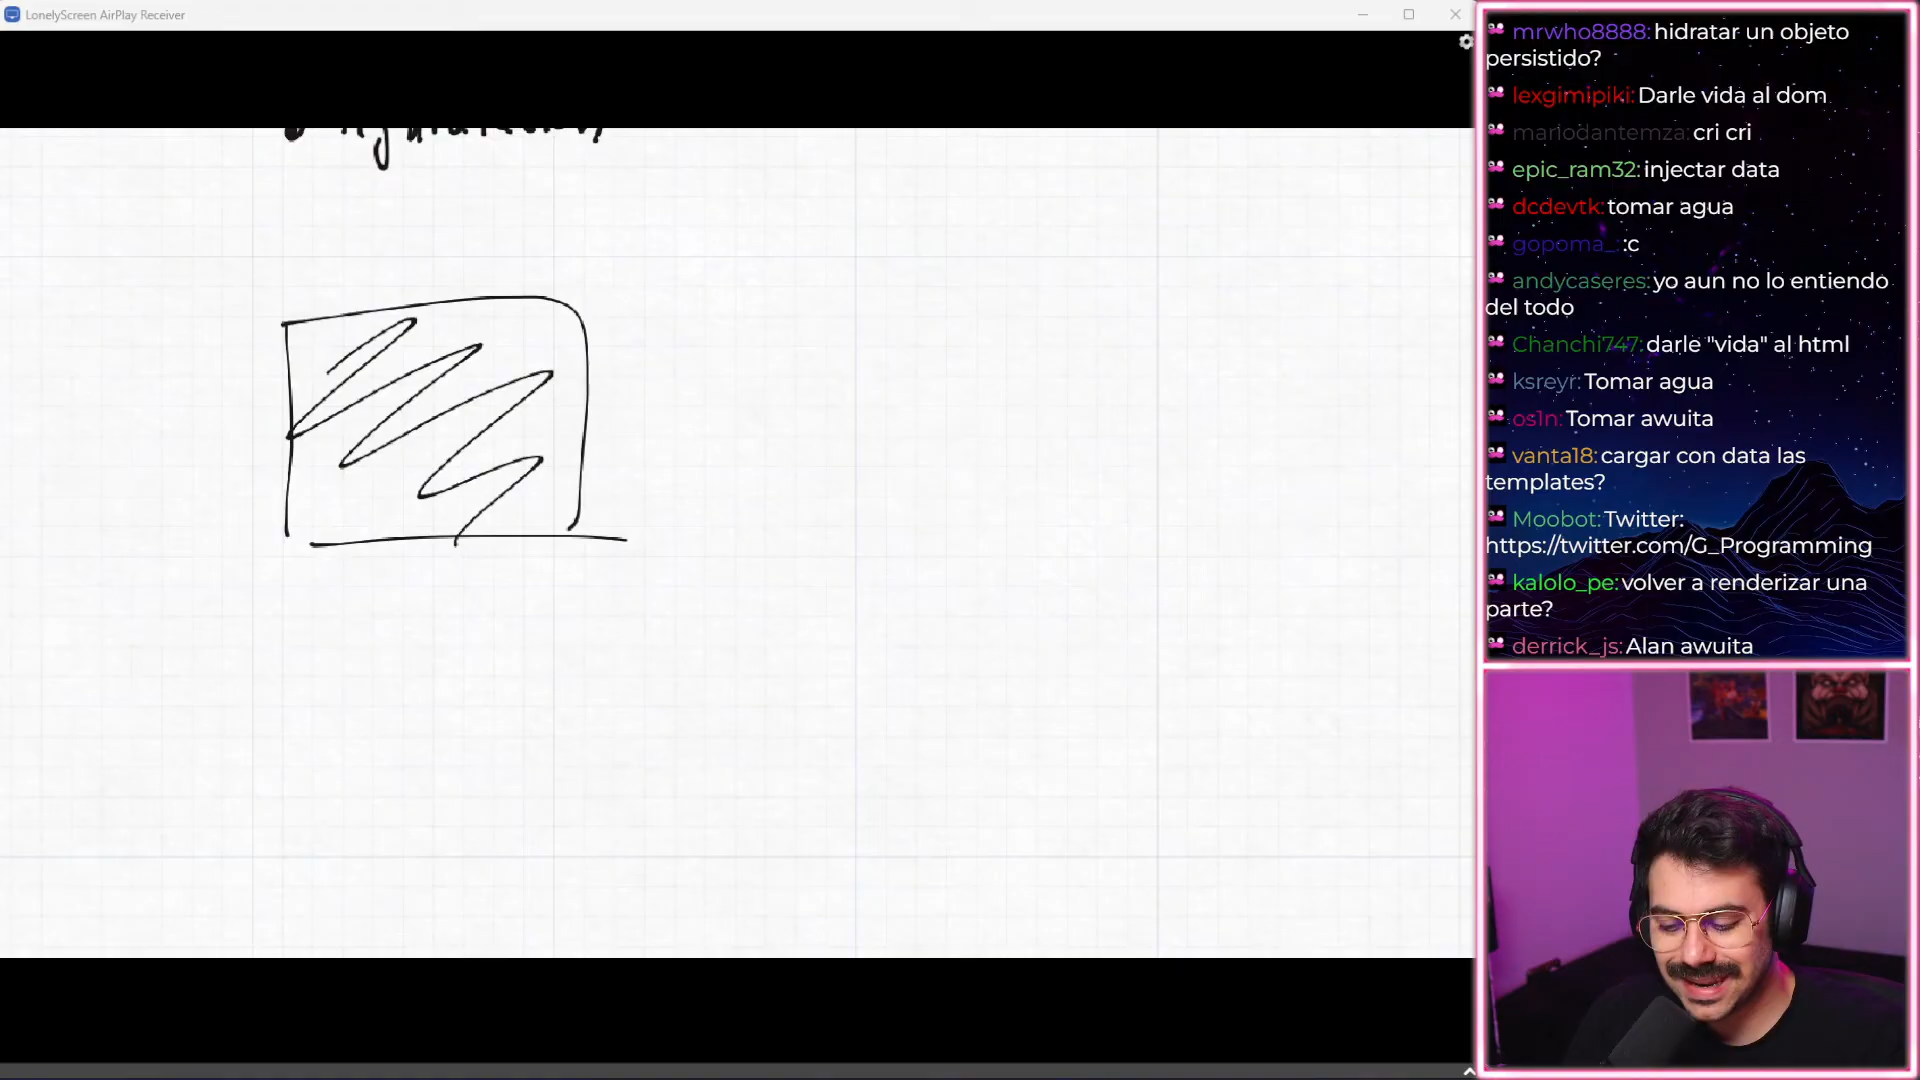 LonelyScreen AirPlay Receiver
mrwho8888: hidratar un objeto
persistido?
lexgimipiki: Darle vida al dom
mariodantemza: cri cri
epic_ram32: injectar data
dcdevtk: tomar agua
gopoma_: :c
andycaseres: yo aun no lo entiendo
del todo
Chanchi747: darle "vida" al html
ksreyr: Tomar agua
os1n: Tomar awuita
vanta18: cargar con data las
templates?
Moobot: Twitter:
https://twitter.com/G_Programming
kalolo_pe: volver a renderizar una
parte?
derrick_js: Alan awuita